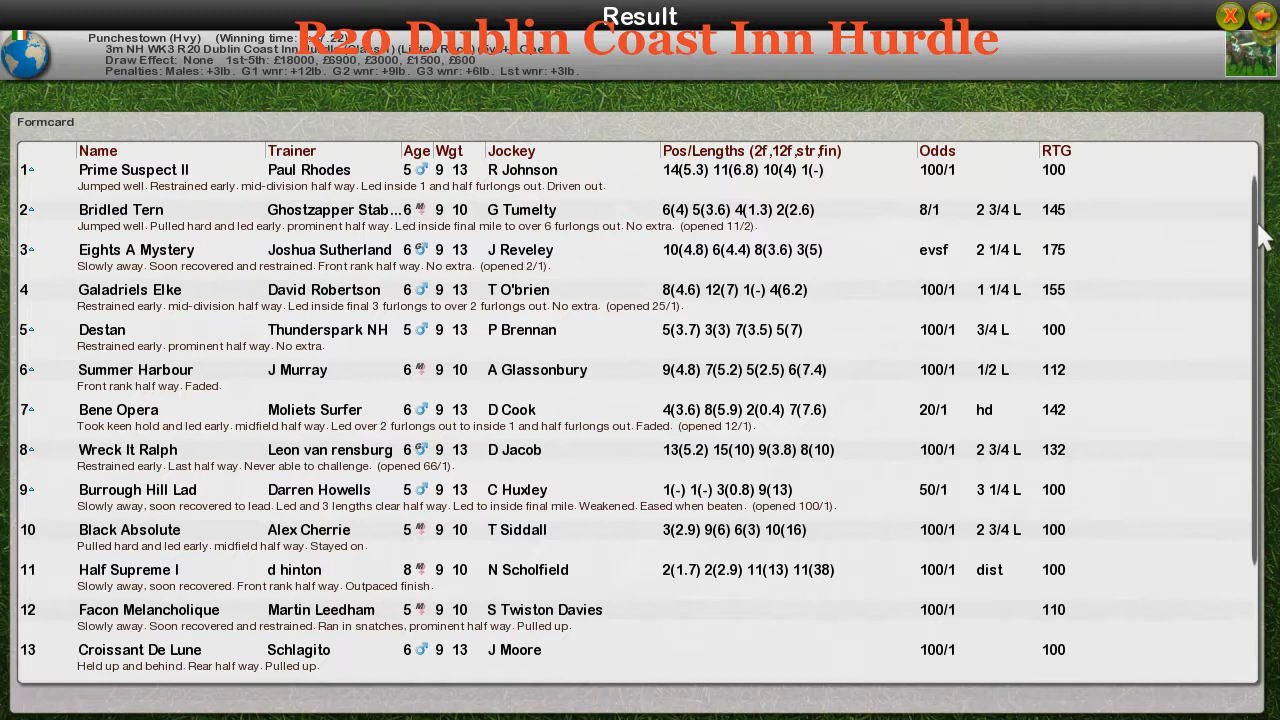 Result
R20 Dublin Coast Inn Hurdle
Punchestown (Hvy) (Winning time:
3m NH WK3 R20 Dublin Coast Inn
Draw Effect: None 1st-5th: £18000, £6900, £3000, £1500, £600
Penalties: Males: +3lb. G1 wnr: +12lb. G2 wnr: +9lb. G3 wnr: +6lb. Lst wnr: +3lb.
Formcard
Name Trainer Age Wgt Jockey Pos/Lengths (2f,12f,str,fin) Odds RTG
1 Prime Suspect II Paul Rhodes 5 9 13 R Johnson 14(5.3) 11(6.8) 10(4) 1(-) 100/1 100
Jumped well. Restrained early. mid-division half way. Led inside 1 and half furlongs out. Driven out.
2 Bridled Tern Ghostzapper Stab... 6 9 10 G Tumelty 6(4) 5(3.6) 4(1.3) 2(2.6) 8/1 2 3/4 L 145
Jumped well. Pulled hard and led early. prominent half way. Led inside final mile to over 6 furlongs out. No extra. (opened 11/2).
3 Eights A Mystery Joshua Sutherland 6 9 13 J Reveley 10(4.8) 6(4.4) 8(3.6) 3(5) evsf 2 1/4 L 175
Slowly away. Soon recovered and restrained. Front rank half way. No extra. (opened 2/1).
4 Galadriels Elke David Robertson 6 9 13 T O'brien 8(4.6) 12(7) 1(-) 4(6.2) 100/1 1 1/4 L 155
Restrained early. mid-division half way. Led inside final 3 furlongs to over 2 furlongs out. No extra. (opened 25/1).
5 Destan Thunderspark NH 5 9 13 P Brennan 5(3.7) 3(3) 7(3.5) 5(7) 100/1 3/4 L 100
Restrained early. prominent half way. No extra.
6 Summer Harbour J Murray 6 9 10 A Glassonbury 9(4.8) 7(5.2) 5(2.5) 6(7.4) 100/1 1/2 L 112
Front rank half way. Faded.
7 Bene Opera Moliets Surfer 6 9 13 D Cook 4(3.6) 8(5.9) 2(0.4) 7(7.6) 20/1 hd 142
Took keen hold and led early. midfield half way. Led over 2 furlongs out to inside 1 and half furlongs out. Faded. (opened 12/1).
8 Wreck It Ralph Leon van rensburg 6 9 13 D Jacob 13(5.2) 15(10) 9(3.8) 8(10) 100/1 2 3/4 L 132
Restrained early. Last half way. Never able to challenge. (opened 66/1).
9 Burrough Hill Lad Darren Howells 5 9 13 C Huxley 1(-) 1(-) 3(0.8) 9(13) 50/1 3 1/4 L 100
Slowly away, soon recovered to lead. Led and 3 lengths clear half way. Led to inside final mile. Weakened. Eased when beaten. (opened 100/1).
10 Black Absolute Alex Cherrie 5 9 10 T Siddall 3(2.9) 9(6) 6(3) 10(16) 100/1 2 3/4 L 100
Pulled hard and led early. midfield half way. Stayed on.
11 Half Supreme I d hinton 8 9 10 N Scholfield 2(1.7) 2(2.9) 11(13) 11(38) 100/1 dist 100
Slowly away, soon recovered. Front rank half way. Outpaced finish.
12 Facon Melancholique Martin Leedham 5 9 10 S Twiston Davies 100/1 110
Slowly away. Soon recovered and restrained. Ran in snatches, prominent half way. Pulled up.
13 Croissant De Lune Schlagito 6 9 13 J Moore 100/1 100
Held up and behind. Rear half way. Pulled up.